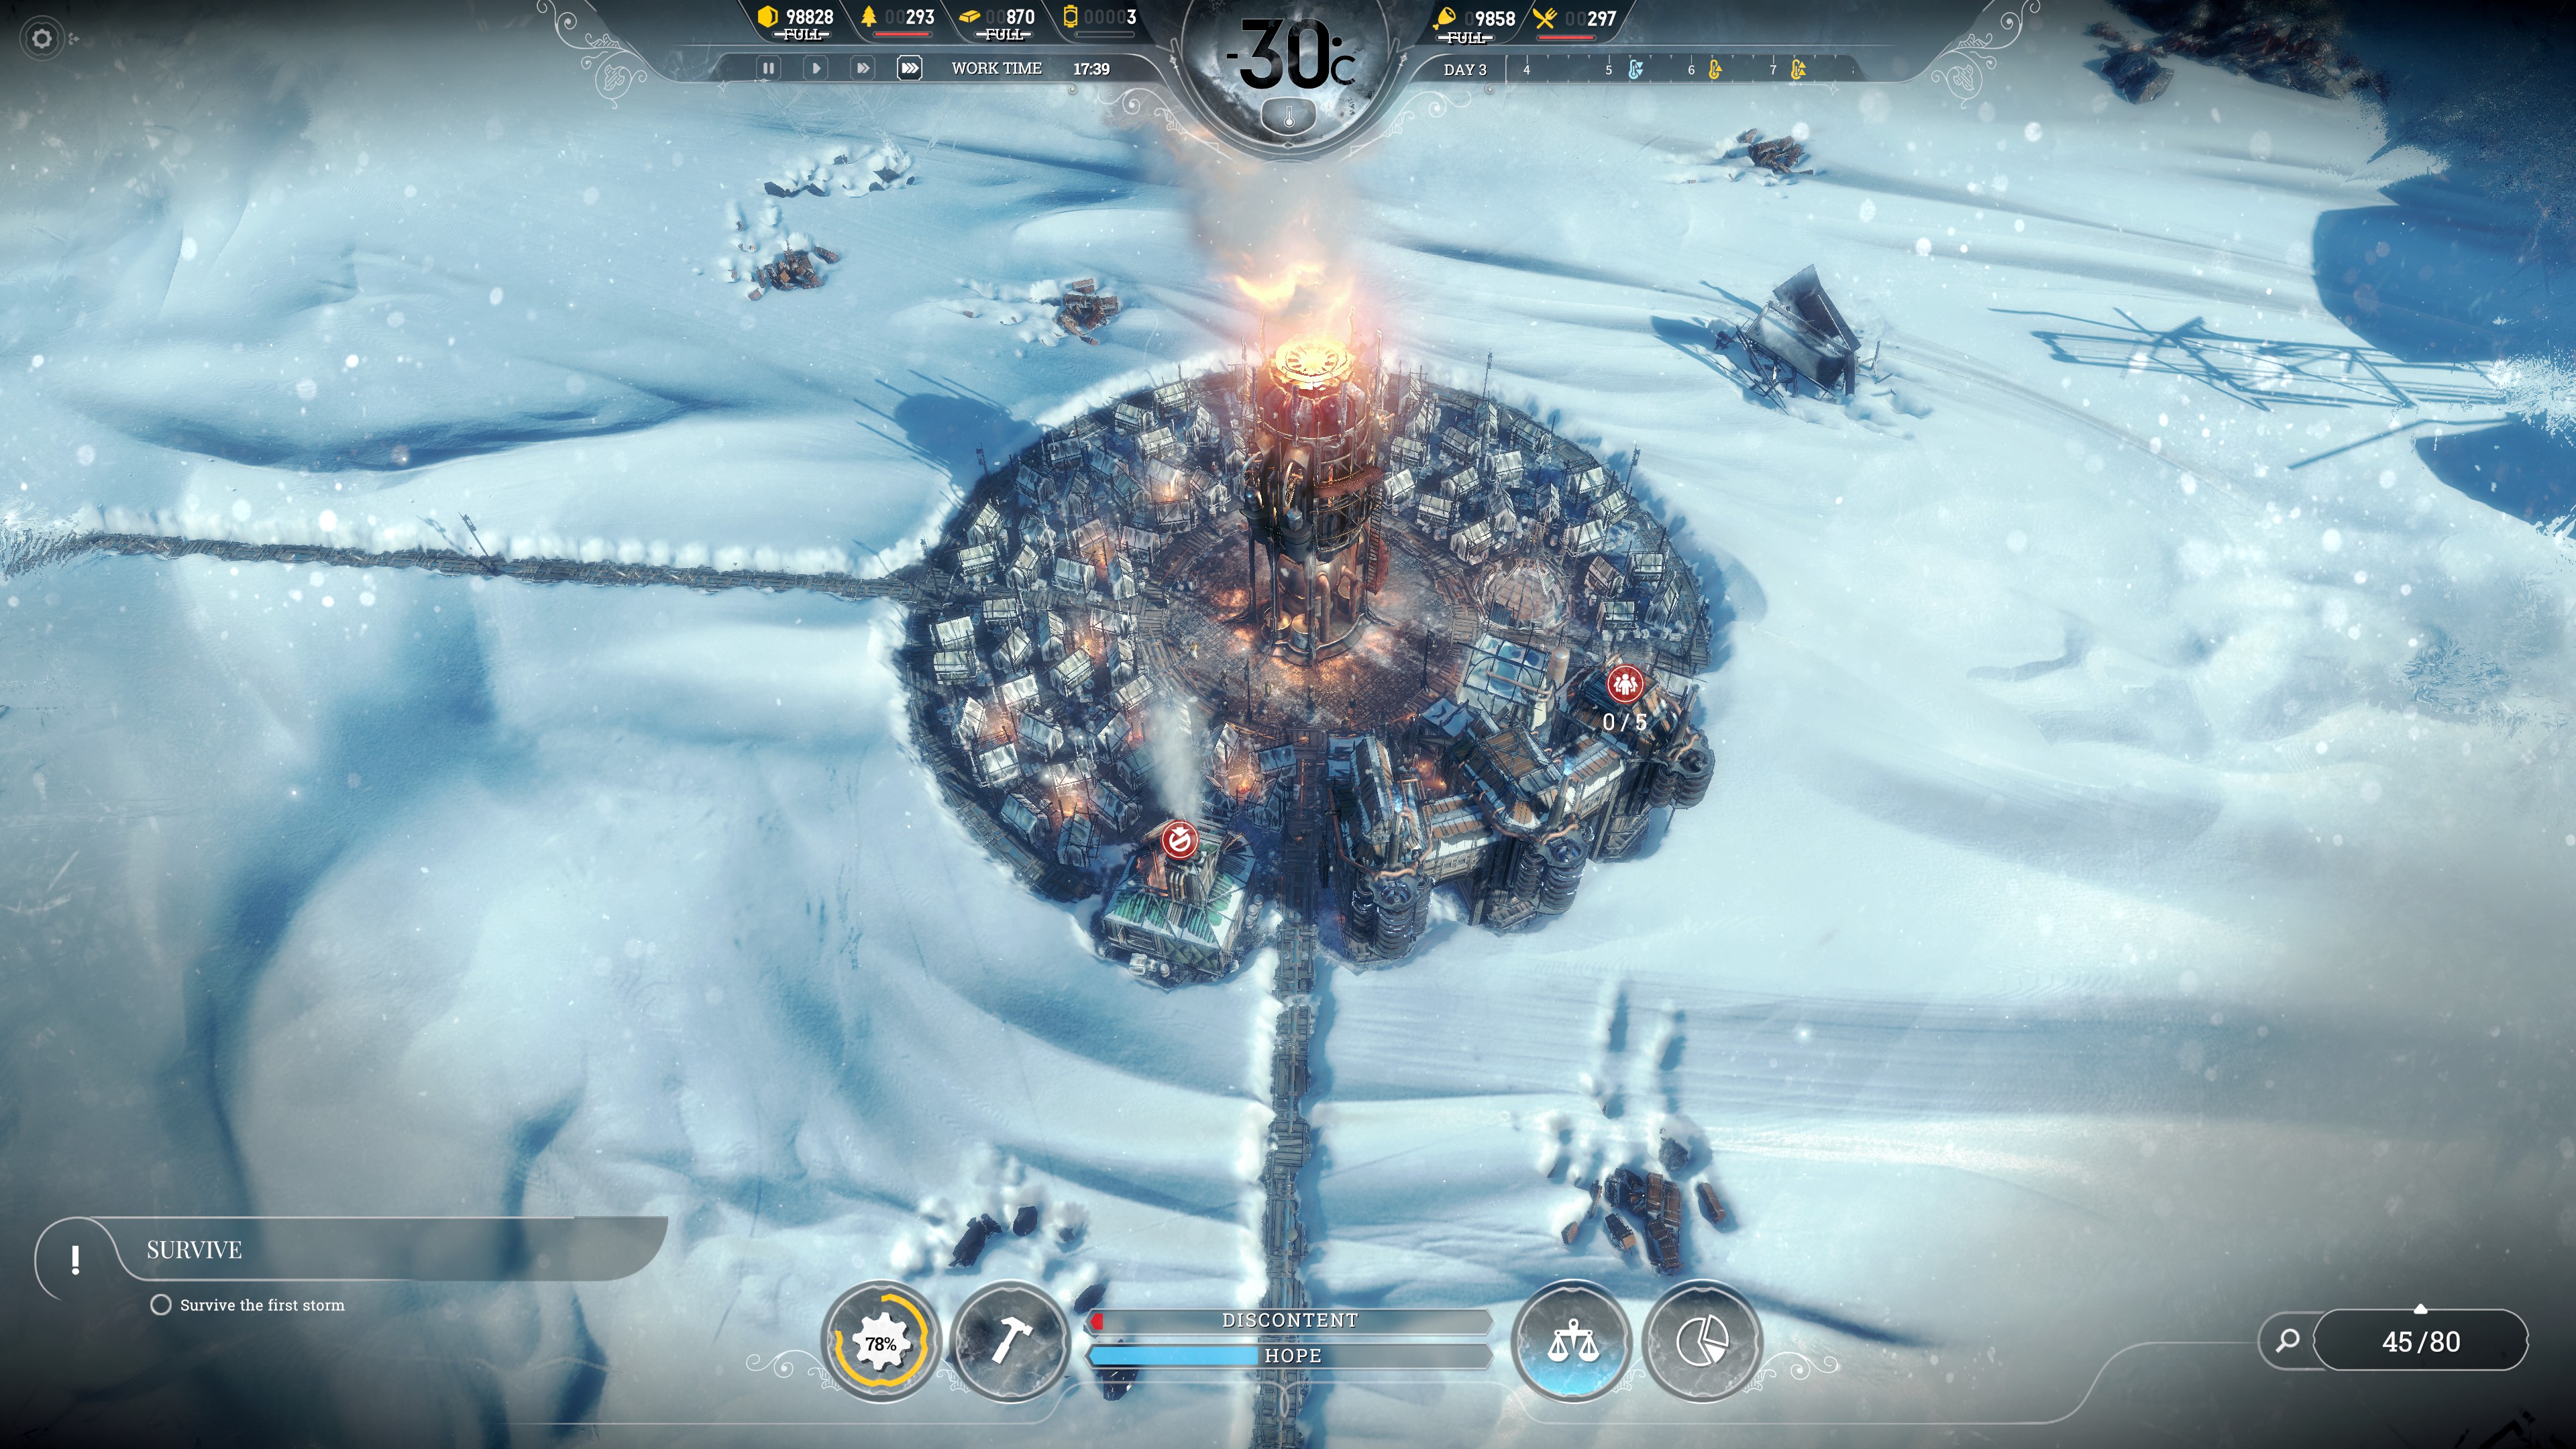 98828
FULL
00293
00870
FULL
00003
-30°C
09858
FULL
00297
WORK TIME 17:39
DAY 3 4 5 6 7
0/5
SURVIVE
Survive the first storm
78%
DISCONTENT
HOPE
45/80